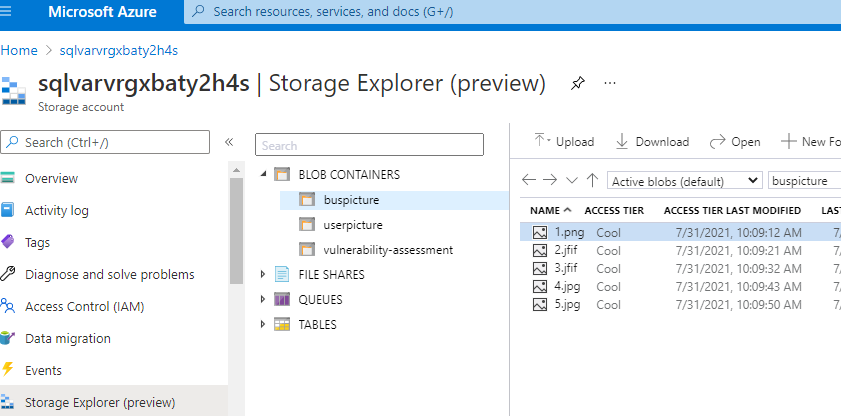 Microsoft Azure
Search resources, services, and docs (G+/)
Home > sqlvarvrgxbaty2h4s
sqlvarvrgxbaty2h4s | Storage Explorer (preview) ...
Storage account
Search (Ctrl+/) «
Overview
Activity log
Tags
Diagnose and solve problems
Access Control (IAM)
Data migration
Events
Storage Explorer (preview)
Search
BLOB CONTAINERS
buspicture
userpicture
vulnerability-assessment
FILE SHARES
QUEUES
TABLES
Upload Download Open New Fo
Active blobs (default) buspicture
NAME ACCESS TIER ACCESS TIER LAST MODIFIED LAST
1.png Cool 7/31/2021, 10:09:12 AM 7/
2.jfif Cool 7/31/2021, 10:09:21 AM 7/
3.jfif Cool 7/31/2021, 10:09:32 AM 7/
4.jpg Cool 7/31/2021, 10:09:43 AM 7/
5.jpg Cool 7/31/2021, 10:09:50 AM 7/